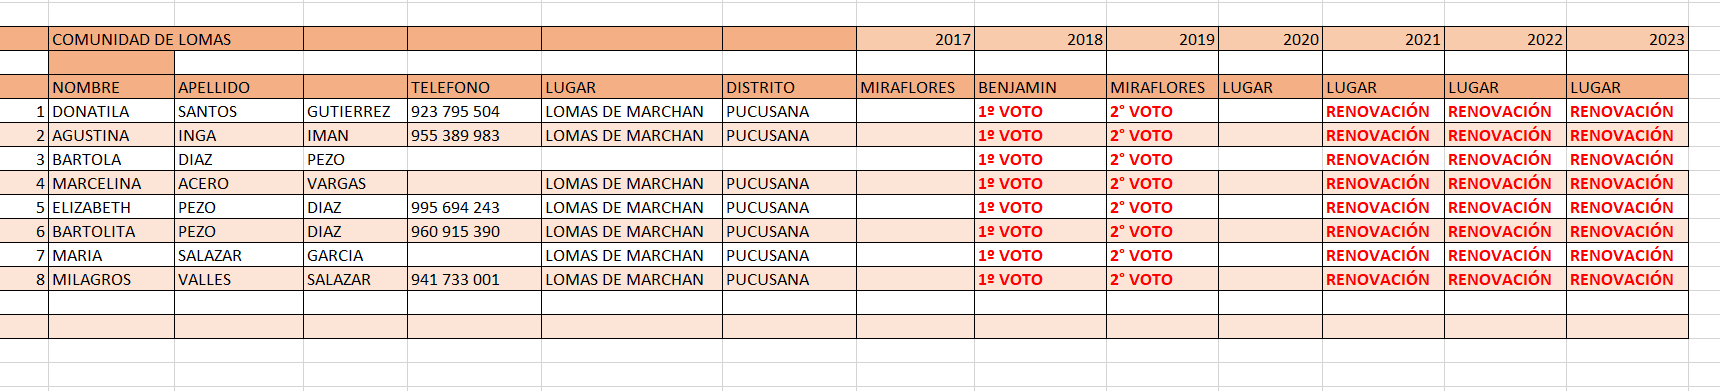 COMUNIDAD DE LOMAS 2017 2018 2019 2020 2021 2022 2023
NOMBRE APELLIDO TELEFONO LUGAR DISTRITO MIRAFLORES BENJAMIN MIRAFLORES LUGAR LUGAR LUGAR LUGAR
1 DONATILA SANTOS GUTIERREZ 923 795 504 LOMAS DE MARCHAN PUCUSANA 1º VOTO 2° VOTO RENOVACIÓN RENOVACIÓN RENOVACIÓN
2 AGUSTINA INGA IMAN 955 389 983 LOMAS DE MARCHAN PUCUSANA 1º VOTO 2° VOTO RENOVACIÓN RENOVACIÓN RENOVACIÓN
3 BARTOLA DIAZ PEZO 1º VOTO 2° VOTO RENOVACIÓN RENOVACIÓN RENOVACIÓN
4 MARCELINA ACERO VARGAS LOMAS DE MARCHAN PUCUSANA 1º VOTO 2° VOTO RENOVACIÓN RENOVACIÓN RENOVACIÓN
5 ELIZABETH PEZO DIAZ 995 694 243 LOMAS DE MARCHAN PUCUSANA 1º VOTO 2° VOTO RENOVACIÓN RENOVACIÓN RENOVACIÓN
6 BARTOLITA PEZO DIAZ 960 915 390 LOMAS DE MARCHAN PUCUSANA 1º VOTO 2° VOTO RENOVACIÓN RENOVACIÓN RENOVACIÓN
7 MARIA SALAZAR GARCIA LOMAS DE MARCHAN PUCUSANA 1º VOTO 2° VOTO RENOVACIÓN RENOVACIÓN RENOVACIÓN
8 MILAGROS VALLES SALAZAR 941 733 001 LOMAS DE MARCHAN PUCUSANA 1º VOTO 2° VOTO RENOVACIÓN RENOVACIÓN RENOVACIÓN